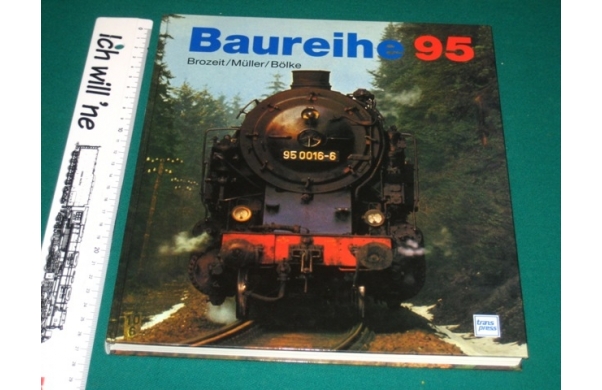 Ich will 'ne
Baureihe 95
Brozeit/Müller/Bölke
95 0016-6
trans
press